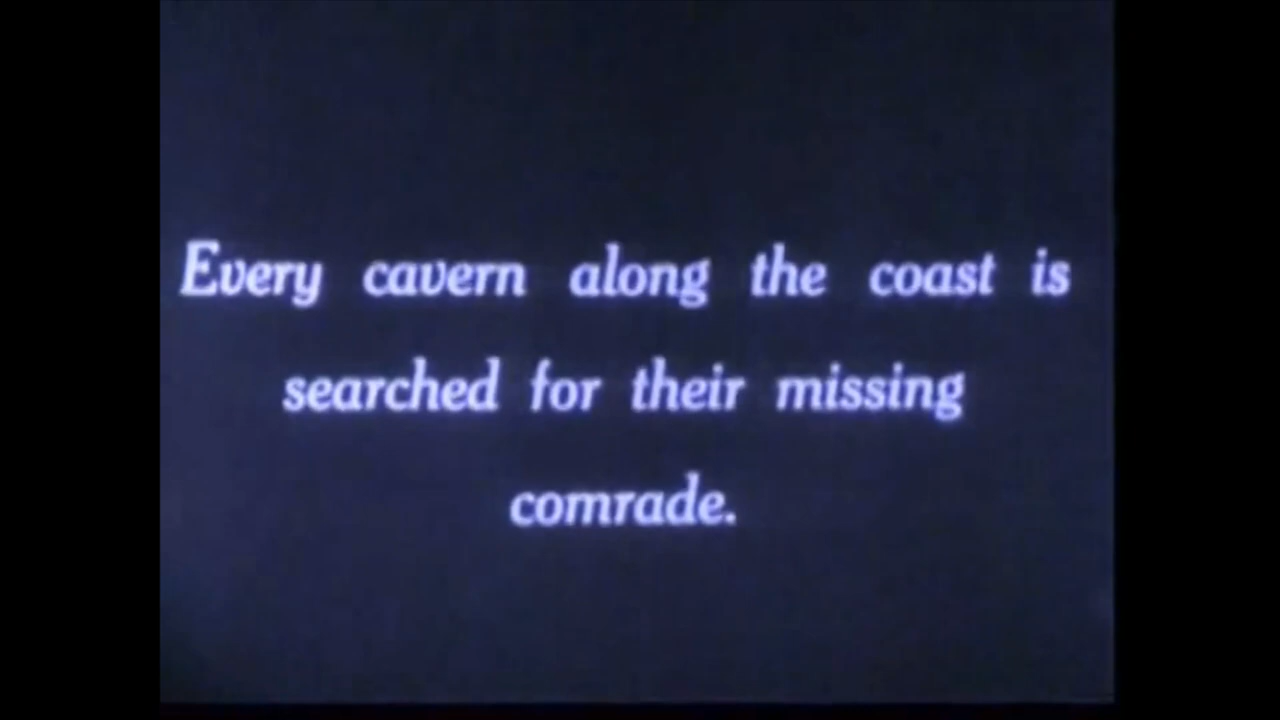 Every cavern along the coast is
searched for their missing
comrade.